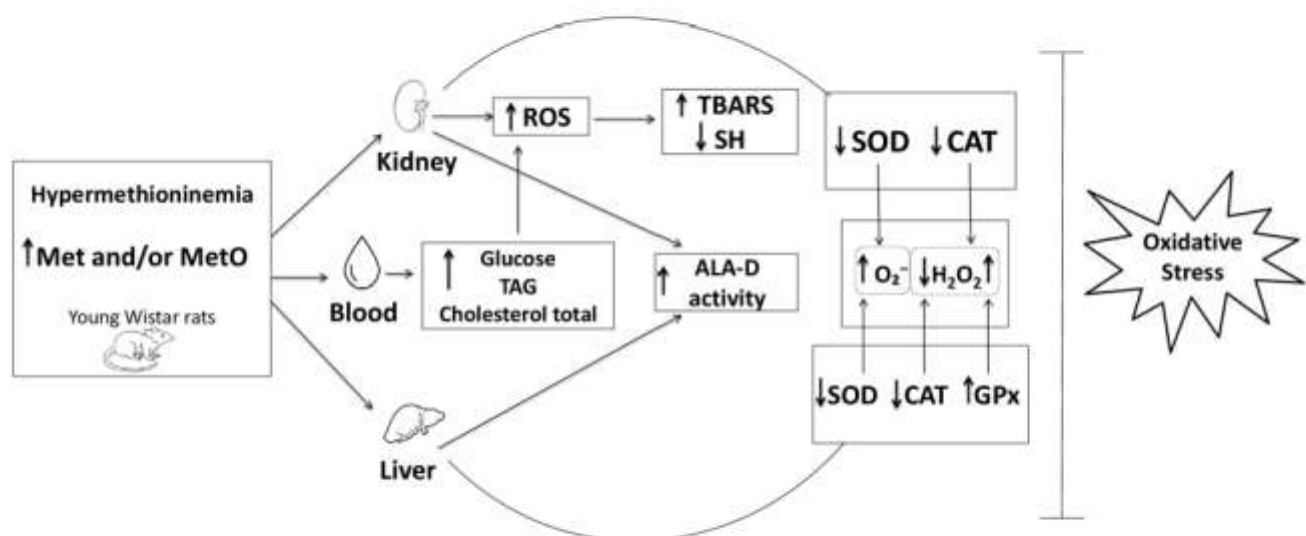 Hypermethioninemia
↑Met and/or MetO
Young Wistar rats
Kidney
Blood
Liver
↑ROS
↑ TBARS
↓ SH
↑ Glucose
TAG
Cholesterol total
↑ ALA-D
activity
↓SOD ↓CAT
↑O₂⁻ ↓H₂O₂↑
↓SOD ↓CAT ↑GPx
Oxidative
Stress